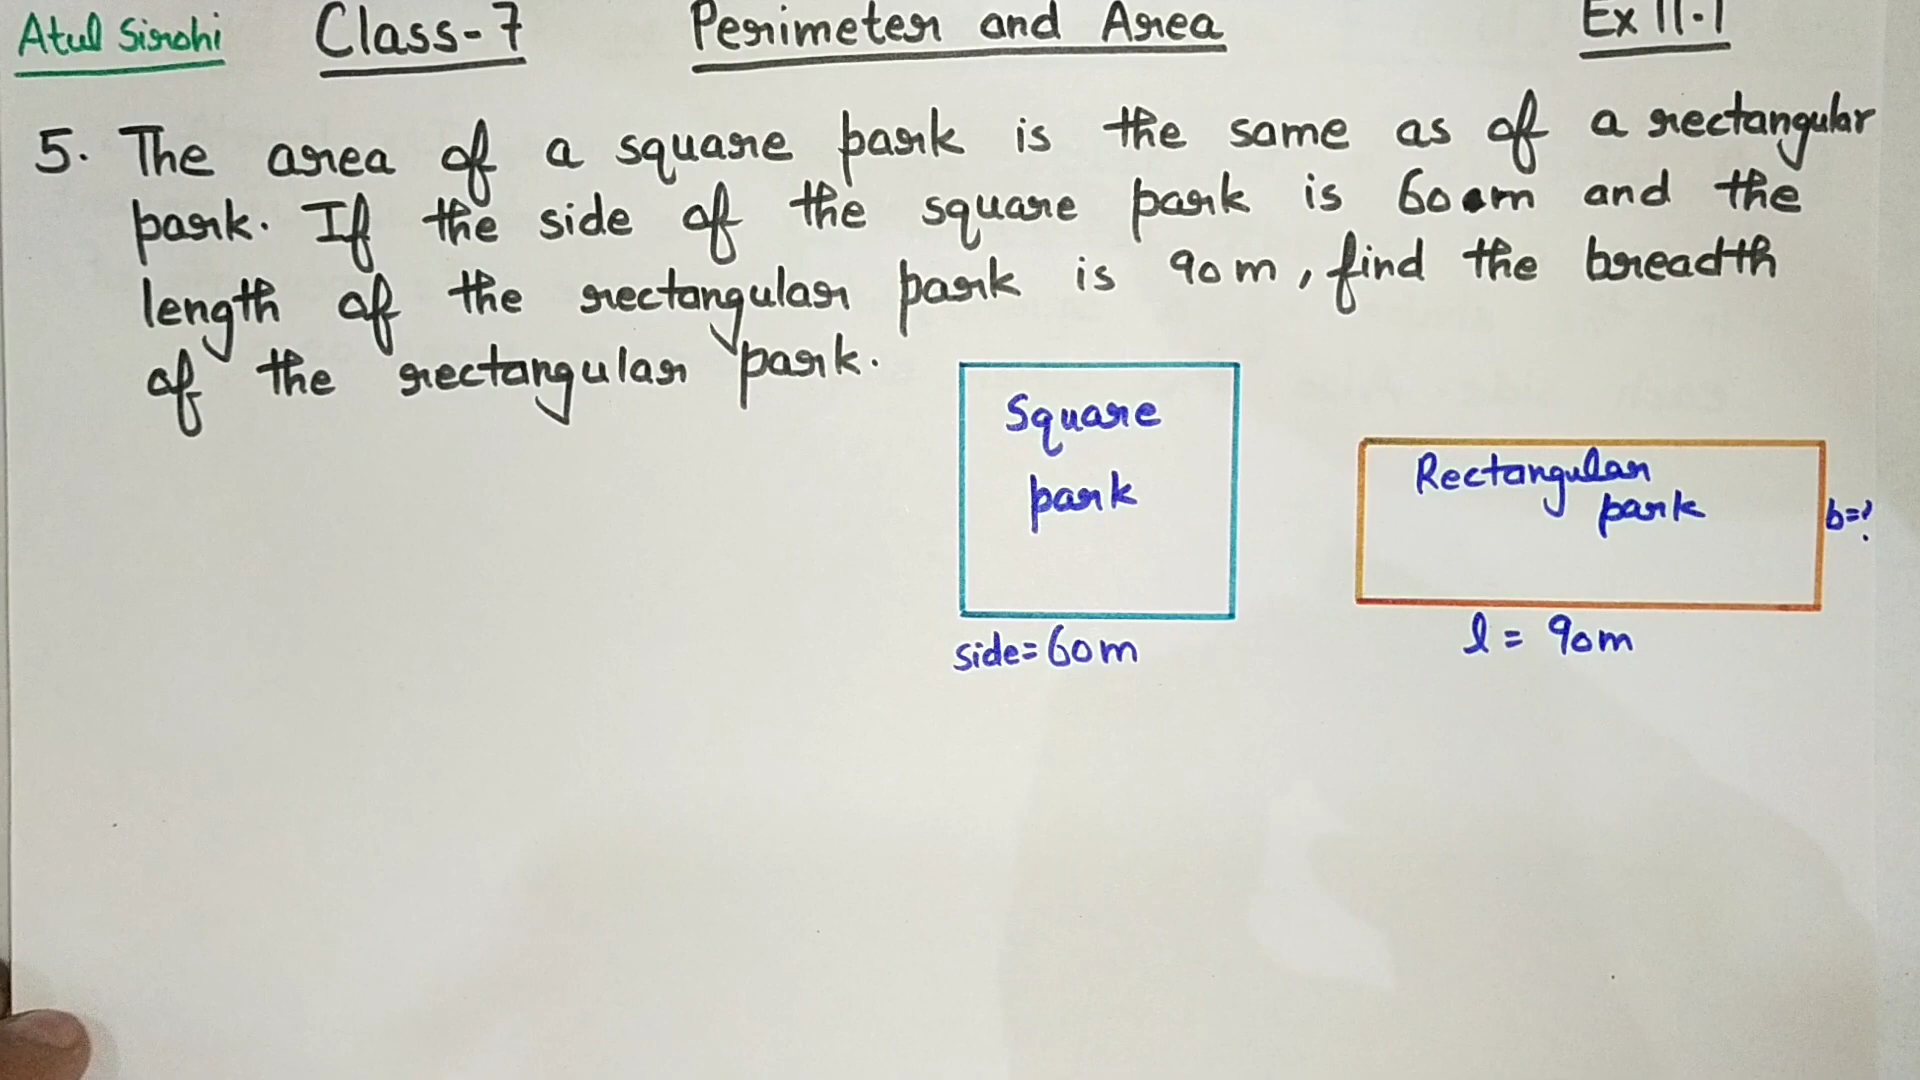 Atul Sirohi Class-7 Perimeter and Area Ex 11.1
5. The area of a square park is the same as of a rectangular
park. If the side of the square park is 60m and the
length of the rectangular park is 90m, find the breadth
of the rectangular park.
Square
park
side=60m
Rectangular
park
b=?
l = 90m